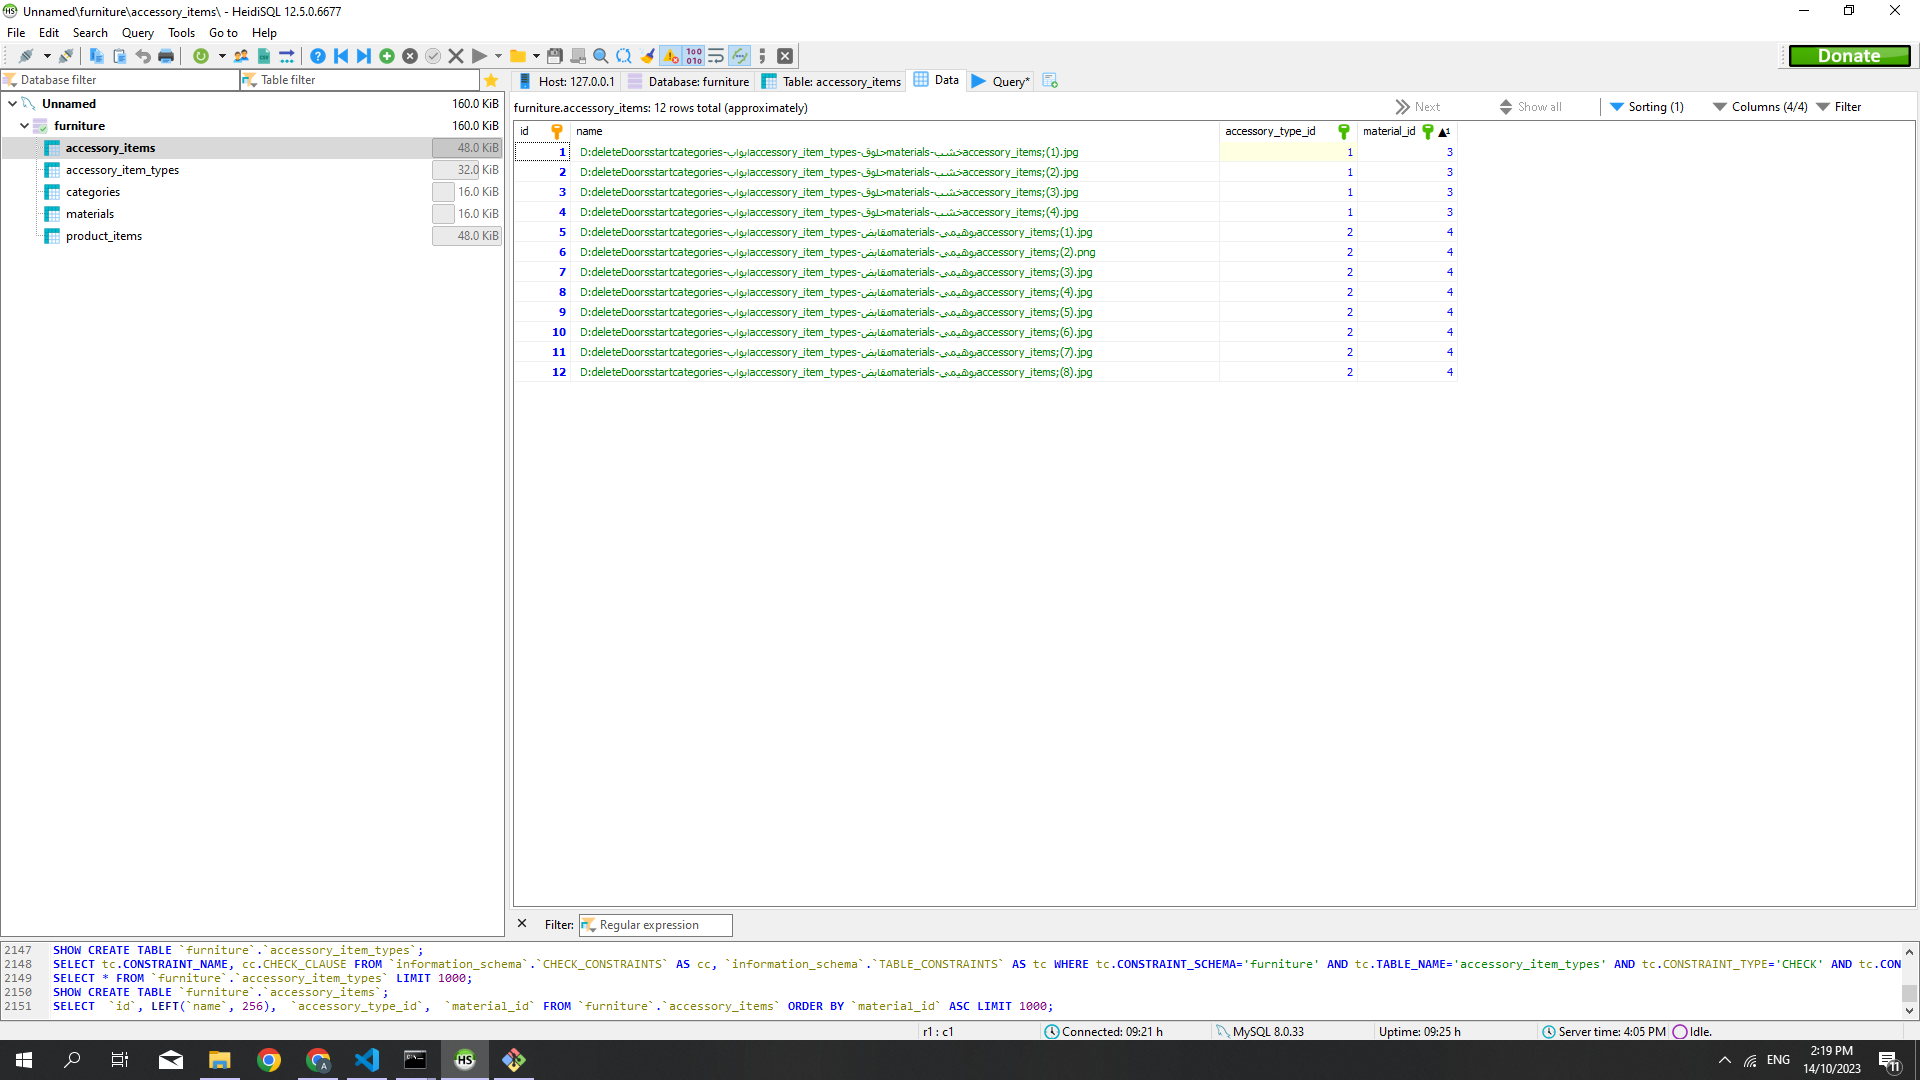 Unnamed\furniture\accessory_items\ - HeidiSQL 12.5.0.6677
File Edit Search Query Tools Go to Help
Donate
Database filter Table filter
Host: 127.0.0.1 Database: furniture Table: accessory_items Data Query*
Unnamed 160.0 KiB
furniture 160.0 KiB
accessory_items 48.0 KiB
accessory_item_types 32.0 KiB
categories 16.0 KiB
materials 16.0 KiB
product_items 48.0 KiB
furniture.accessory_items: 12 rows total (approximately) Next Show all Sorting (1) Columns (4/4) Filter
id name accessory_type_id material_id 1
1 D:deleteDoorsstartcategories-ابوابaccessory_item_types-حلوقmaterials-خشبaccessory_items;(1).jpg 1 3
2 D:deleteDoorsstartcategories-ابوابaccessory_item_types-حلوقmaterials-خشبaccessory_items;(2).jpg 1 3
3 D:deleteDoorsstartcategories-ابوابaccessory_item_types-حلوقmaterials-خشبaccessory_items;(3).jpg 1 3
4 D:deleteDoorsstartcategories-ابوابaccessory_item_types-حلوقmaterials-خشبaccessory_items;(4).jpg 1 3
5 D:deleteDoorsstartcategories-ابوابaccessory_item_types-مقابضmaterials-بوهيميaccessory_items;(1).jpg 2 4
6 D:deleteDoorsstartcategories-ابوابaccessory_item_types-مقابضmaterials-بوهيميaccessory_items;(2).png 2 4
7 D:deleteDoorsstartcategories-ابوابaccessory_item_types-مقابضmaterials-بوهيميaccessory_items;(3).jpg 2 4
8 D:deleteDoorsstartcategories-ابوابaccessory_item_types-مقابضmaterials-بوهيميaccessory_items;(4).jpg 2 4
9 D:deleteDoorsstartcategories-ابوابaccessory_item_types-مقابضmaterials-بوهيميaccessory_items;(5).jpg 2 4
10 D:deleteDoorsstartcategories-ابوابaccessory_item_types-مقابضmaterials-بوهيميaccessory_items;(6).jpg 2 4
11 D:deleteDoorsstartcategories-ابوابaccessory_item_types-مقابضmaterials-بوهيميaccessory_items;(7).jpg 2 4
12 D:deleteDoorsstartcategories-ابوابaccessory_item_types-مقابضmaterials-بوهيميaccessory_items;(8).jpg 2 4
Filter: Regular expression
2147 SHOW CREATE TABLE `furniture`.`accessory_item_types`;
2148 SELECT tc.CONSTRAINT_NAME, cc.CHECK_CLAUSE FROM `information_schema`.`CHECK_CONSTRAINTS` AS cc, `information_schema`.`TABLE_CONSTRAINTS` AS tc WHERE tc.CONSTRAINT_SCHEMA='furniture' AND tc.TABLE_NAME='accessory_item_types' AND tc.CONSTRAINT_TYPE='CHECK' AND tc.CON
2149 SELECT * FROM `furniture`.`accessory_item_types` LIMIT 1000;
2150 SHOW CREATE TABLE `furniture`.`accessory_items`;
2151 SELECT `id`, LEFT(`name`, 256), `accessory_type_id`, `material_id` FROM `furniture`.`accessory_items` ORDER BY `material_id` ASC LIMIT 1000;
r1 : c1 Connected: 09:21 h MySQL 8.0.33 Uptime: 09:25 h Server time: 4:05 PM Idle.
ENG 2:19 PM
14/10/2023 11